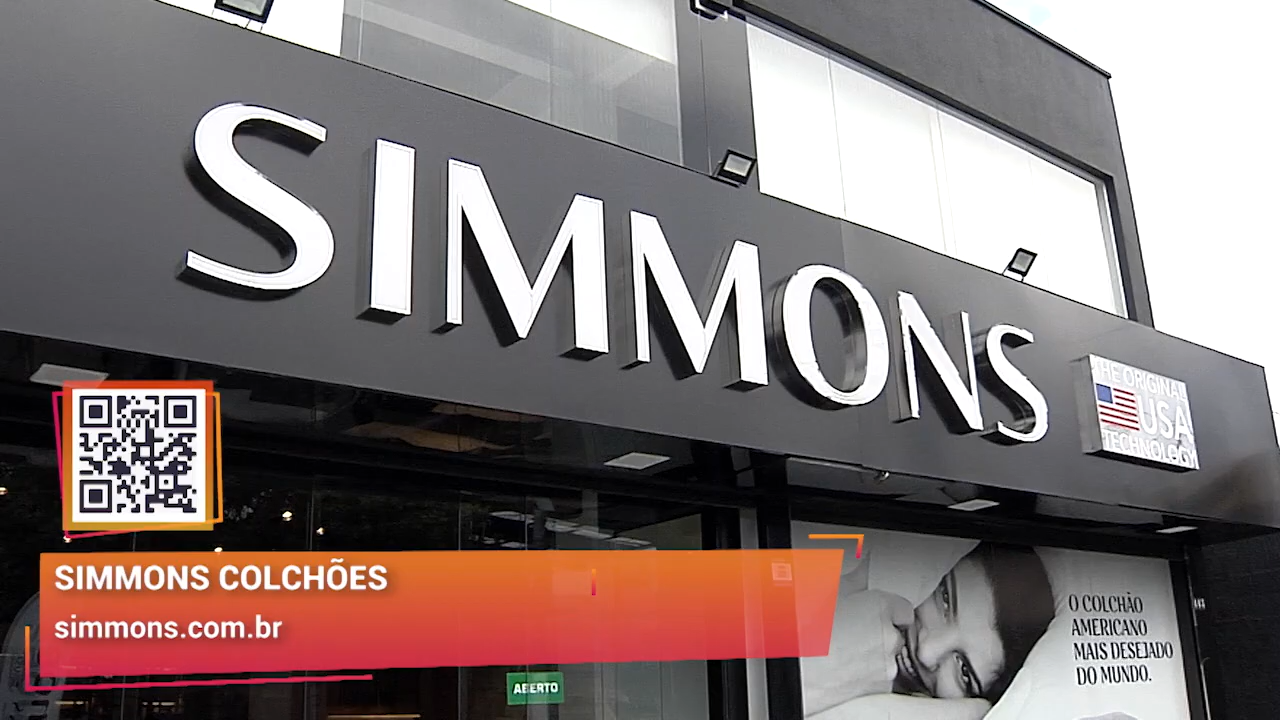 SIMMONS
THE ORIGINAL
USA
TECHNOLOGY
SIMMONS COLCHÕES
simmons.com.br
O COLCHÃO
AMERICANO
MAIS DESEJADO
DO MUNDO.
ABERTO